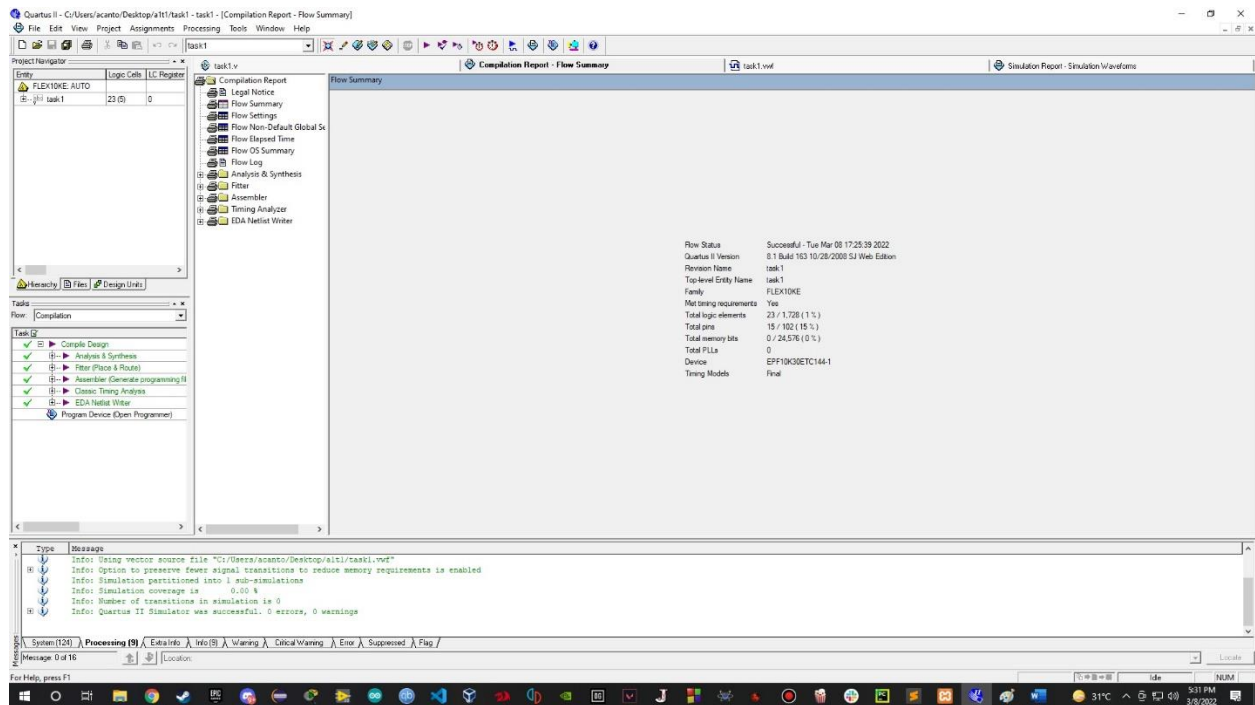 Quartus II - C:/Users/acanto/Desktop/a1t1/task1 - task1 - [Compilation Report - Flow Summary]
File Edit View Project Assignments Processing Tools Window Help
task1
Project Navigator
Entity Logic Cells LC Register
FLEX10KE: AUTO
task1 23 (5) 0
Hierarchy Files Design Units
Tasks
Flow: Compilation
Task
Compile Design
Analysis & Synthesis
Fitter (Place & Route)
Assembler (Generate programming fil
Classic Timing Analysis
EDA Netlist Writer
Program Device (Open Programmer)
task1.v Compilation Report - Flow Summary task1.vwf Simulation Report - Simulation Waveforms
Compilation Report
Legal Notice
Flow Summary
Flow Settings
Flow Non-Default Global Se
Flow Elapsed Time
Flow OS Summary
Flow Log
Analysis & Synthesis
Fitter
Assembler
Timing Analyzer
EDA Netlist Writer
Flow Summary
Flow Status Successful - Tue Mar 08 17:25:39 2022
Quartus II Version 8.1 Build 163 10/28/2008 SJ Web Edition
Revision Name task1
Top-level Entity Name task1
Family FLEX10KE
Met timing requirements Yes
Total logic elements 23 / 1,728 ( 1 % )
Total pins 15 / 102 ( 15 % )
Total memory bits 0 / 24,576 ( 0 % )
Total PLLs 0
Device EPF10K30ETC144-1
Timing Models Final
Type Message
Info: Using vector source file "C:/Users/acanto/Desktop/a1t1/task1.vwf"
Info: Option to preserve fewer signal transitions to reduce memory requirements is enabled
Info: Simulation partitioned into 1 sub-simulations
Info: Simulation coverage is 0.00 %
Info: Number of transitions in simulation is 0
Info: Quartus II Simulator was successful. 0 errors, 0 warnings
System (124) Processing (9) Extra Info Info (9) Warning Critical Warning Error Suppressed Flag
Messages
Message: 0 of 16 Location: Locate
For Help, press F1 Idle NUM
31°C 5:31 PM
3/8/2022